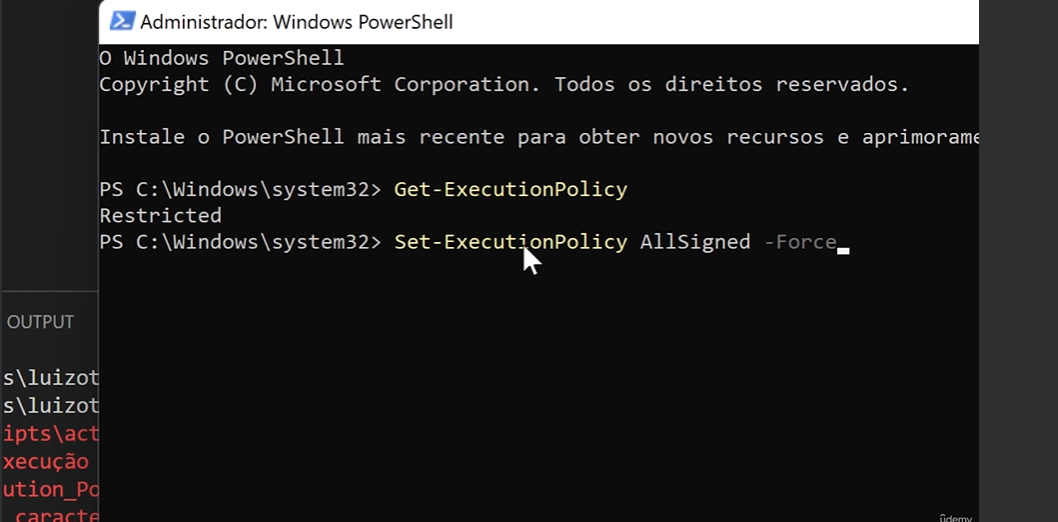 Administrador: Windows PowerShell
O Windows PowerShell
Copyright (C) Microsoft Corporation. Todos os direitos reservados.
Instale o PowerShell mais recente para obter novos recursos e aprimorame
PS C:\Windows\system32> Get-ExecutionPolicy
Restricted
PS C:\Windows\system32> Set-ExecutionPolicy AllSigned -Force
OUTPUT
s\luizot
s\luizot
ipts\act
xecução
ution_Po
caracte
ûdemy